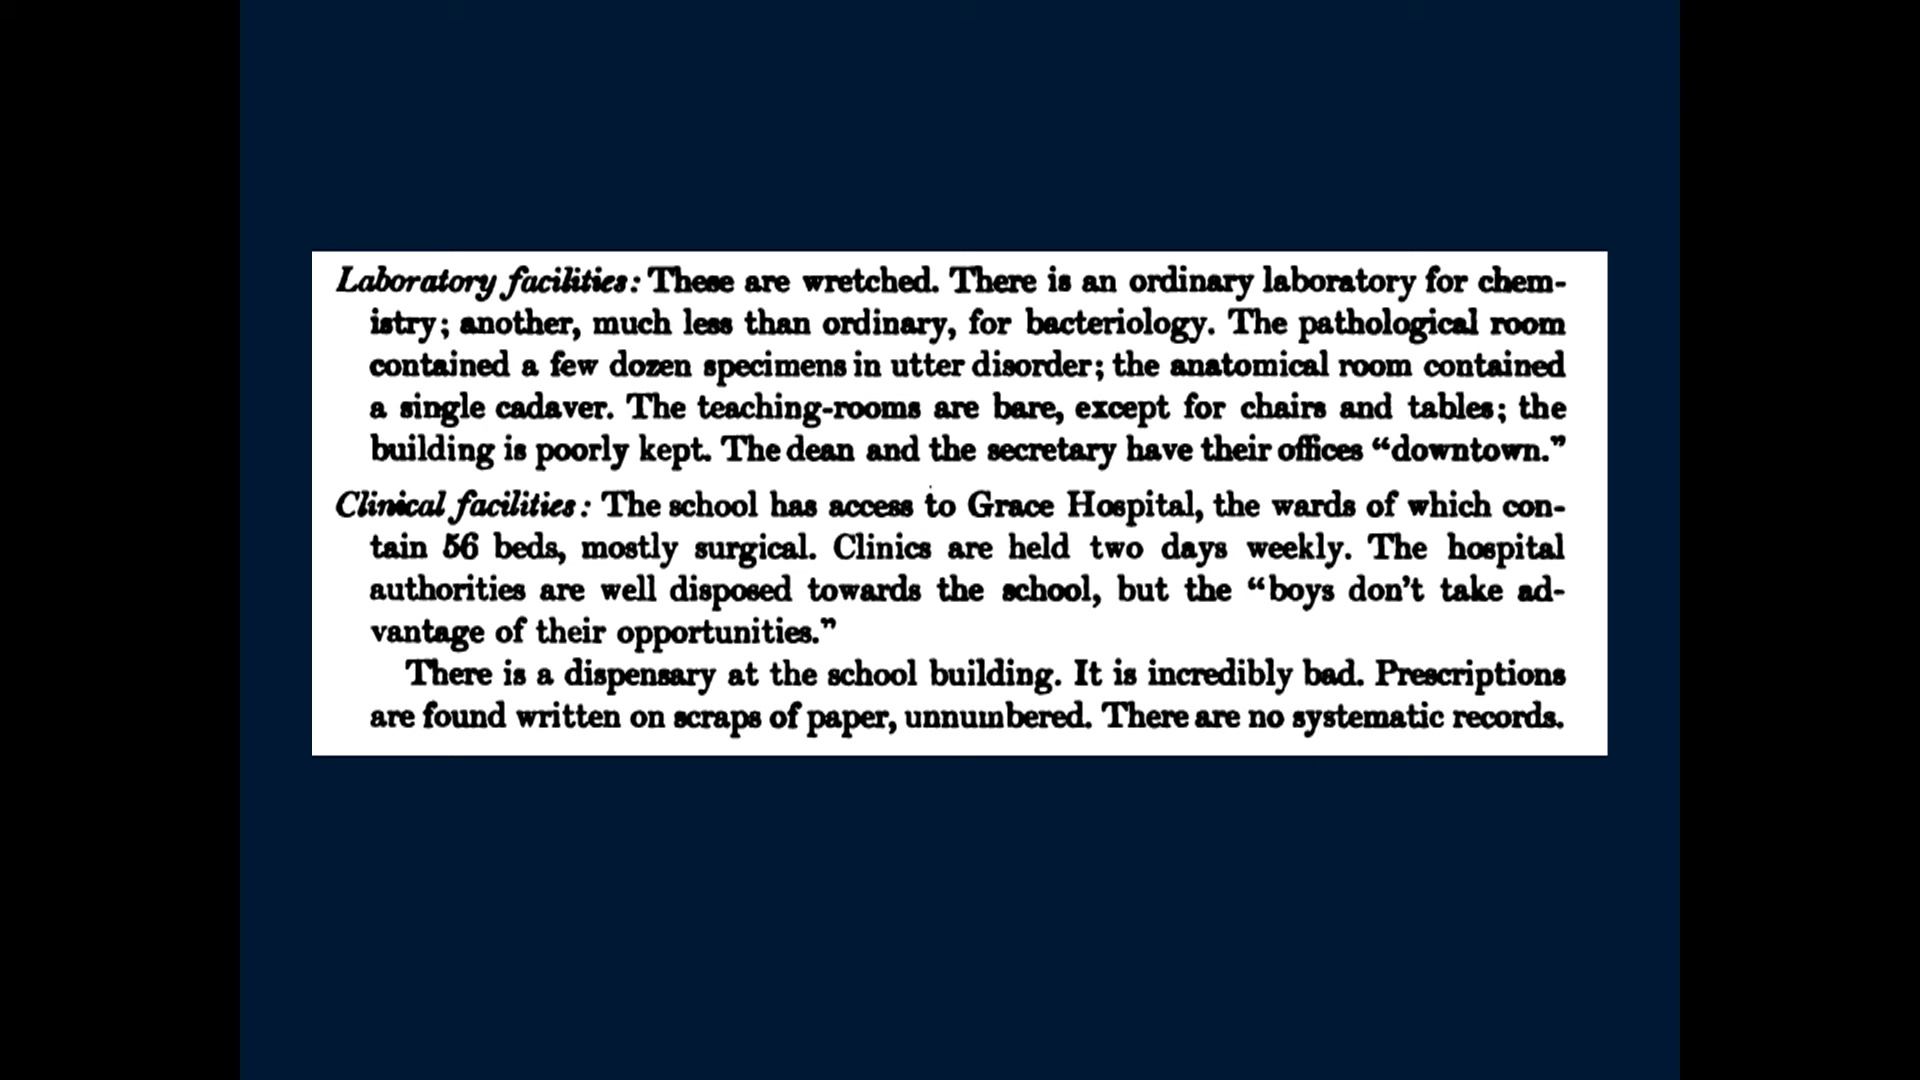 Laboratory facilities: These are wretched. There is an ordinary laboratory for chem-
istry; another, much less than ordinary, for bacteriology. The pathological room
contained a few dozen specimens in utter disorder; the anatomical room contained
a single cadaver. The teaching-rooms are bare, except for chairs and tables; the
building is poorly kept. The dean and the secretary have their offices “downtown.”
Clinical facilities: The school has access to Grace Hospital, the wards of which con-
tain 56 beds, mostly surgical. Clinics are held two days weekly. The hospital
authorities are well disposed towards the school, but the “boys don’t take ad-
vantage of their opportunities.”
There is a dispensary at the school building. It is incredibly bad. Prescriptions
are found written on scraps of paper, unnumbered. There are no systematic records.